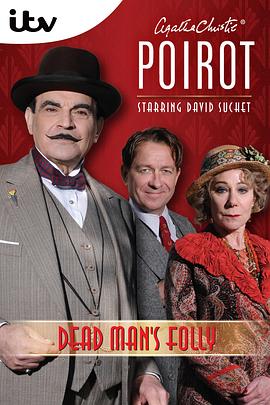 itv
Agatha Christie®
POIROT
STARRING DAVID SUCHET
DEAD MAN'S FOLLY